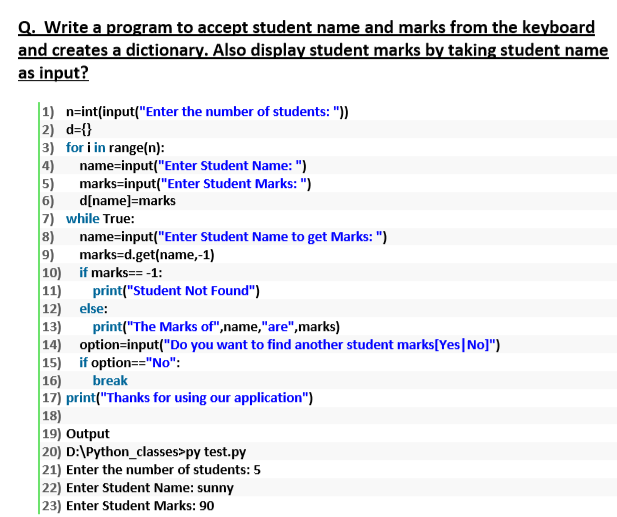 Q. Write a program to accept student name and marks from the keyboard
and creates a dictionary. Also display student marks by taking student name
as input?
1) n=int(input("Enter the number of students: "))
2) d={}
3) for i in range(n):
4) name=input("Enter Student Name: ")
5) marks=input("Enter Student Marks: ")
6) d[name]=marks
7) while True:
8) name=input("Enter Student Name to get Marks: ")
9) marks=d.get(name,-1)
10) if marks== -1:
11) print("Student Not Found")
12) else:
13) print("The Marks of",name,"are",marks)
14) option=input("Do you want to find another student marks[Yes|No]")
15) if option=="No":
16) break
17) print("Thanks for using our application")
18)
19) Output
20) D:\Python_classes>py test.py
21) Enter the number of students: 5
22) Enter Student Name: sunny
23) Enter Student Marks: 90